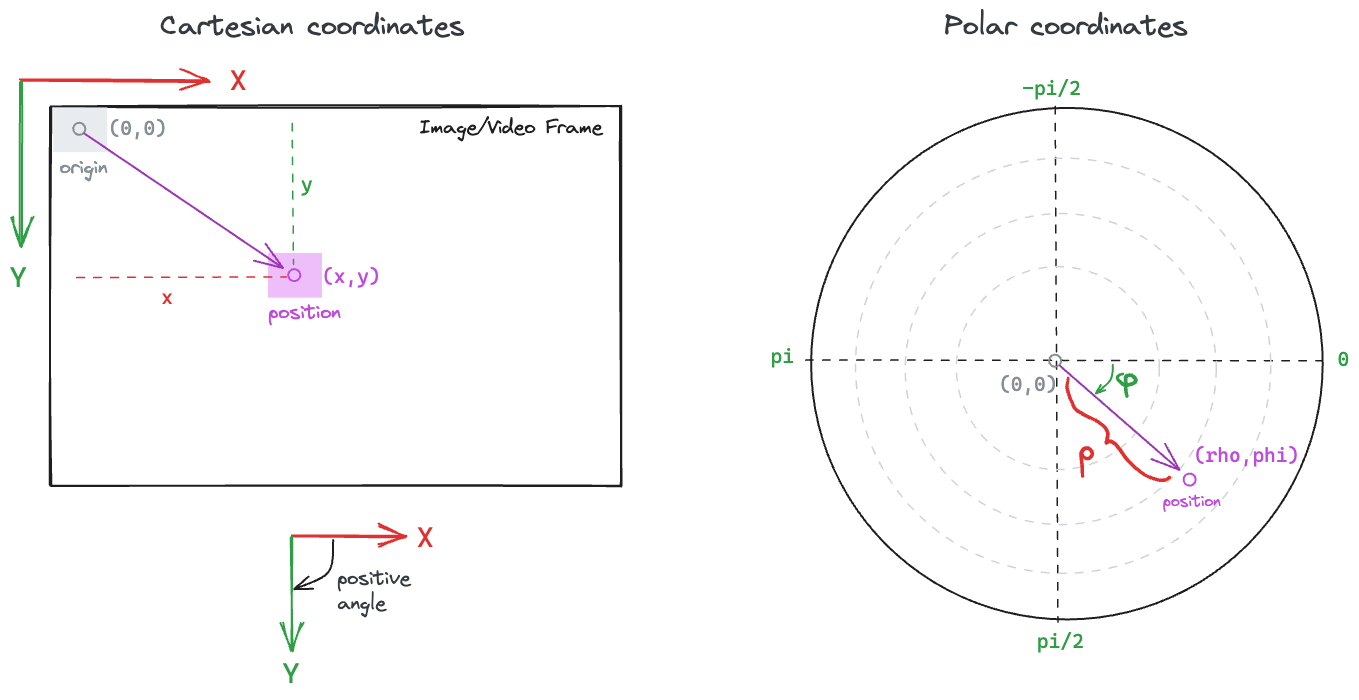 Cartesian coordinates
X
(0,0)
Image/Video Frame
origin
y
Y
(x,y)
x
position
X
positive
angle
Y
Polar coordinates
-pi/2
pi
0
(0,0)
φ
ρ
(rho,phi)
position
pi/2